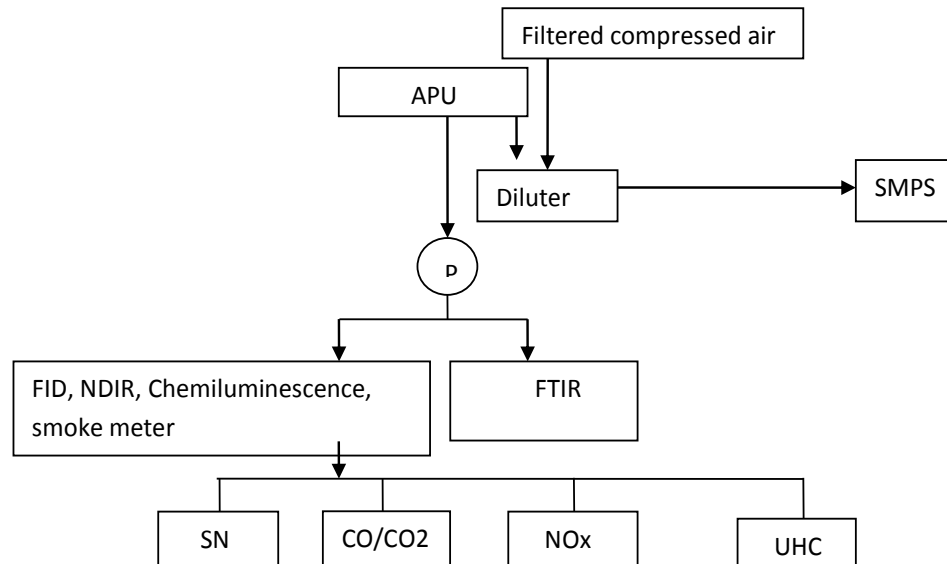 Filtered compressed air
APU
Diluter
SMPS
FID, NDIR, Chemiluminescence,
smoke meter
FTIR
SN
CO/CO2
NOx
UHC